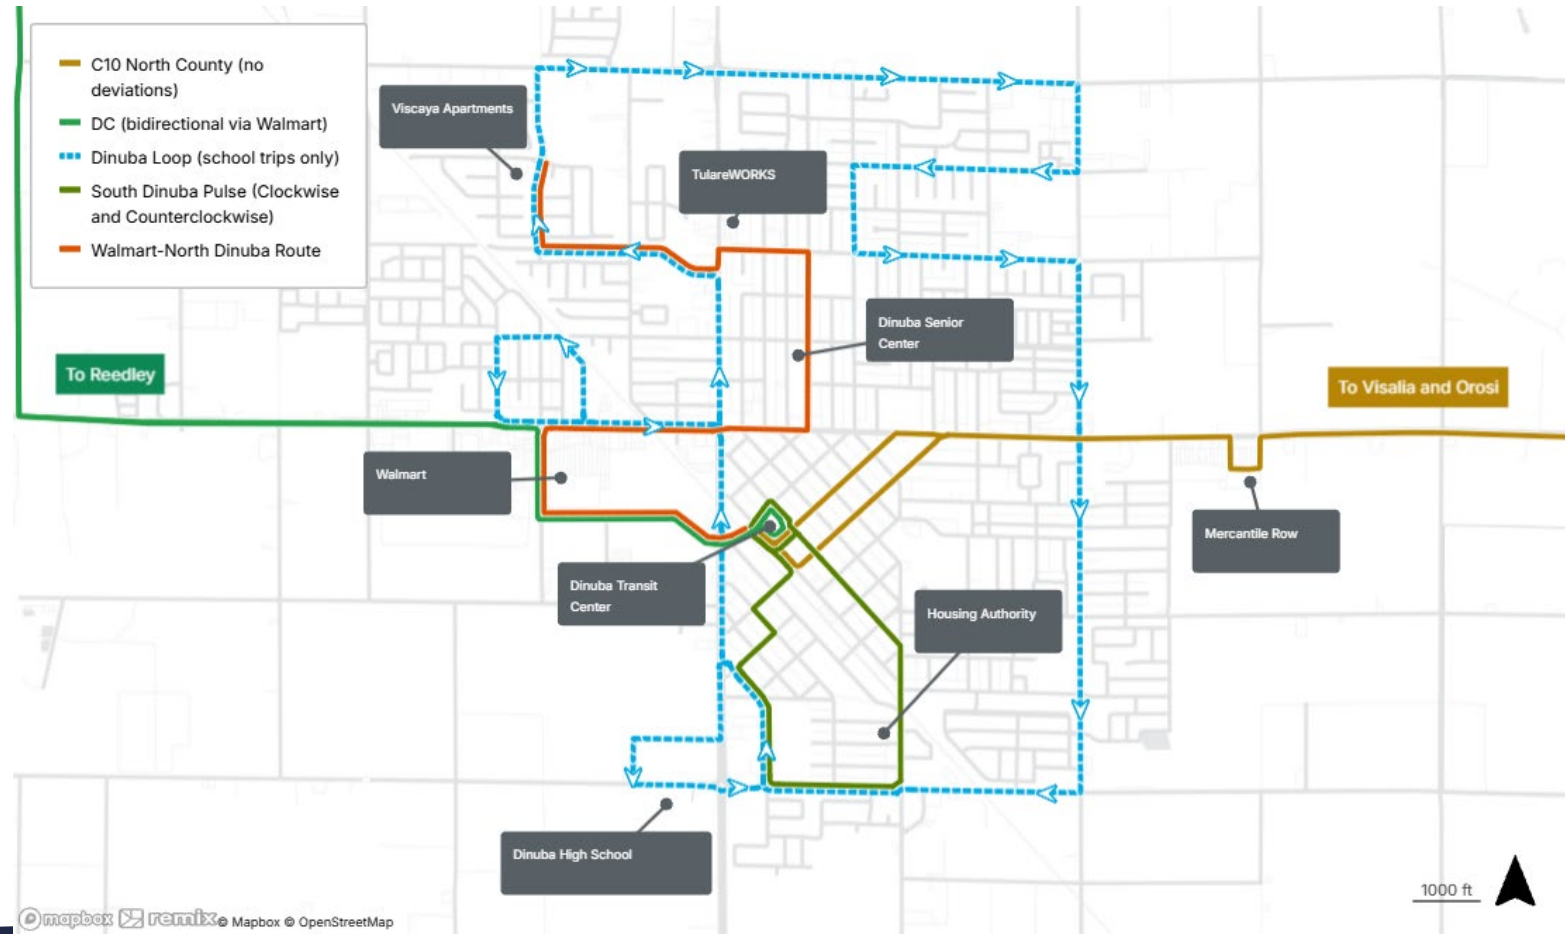 C10 North County (no
deviations)
DC (bidirectional via Walmart)
Dinuba Loop (school trips only)
South Dinuba Pulse (Clockwise
and Counterclockwise)
Walmart-North Dinuba Route
Viscaya Apartments
TulareWORKS
Dinuba Senior
Center
To Reedley
To Visalia and Orosi
Walmart
Mercantile Row
Dinuba Transit
Center
Housing Authority
Dinuba High School
1000 ft
mapbox remix © Mapbox © OpenStreetMap